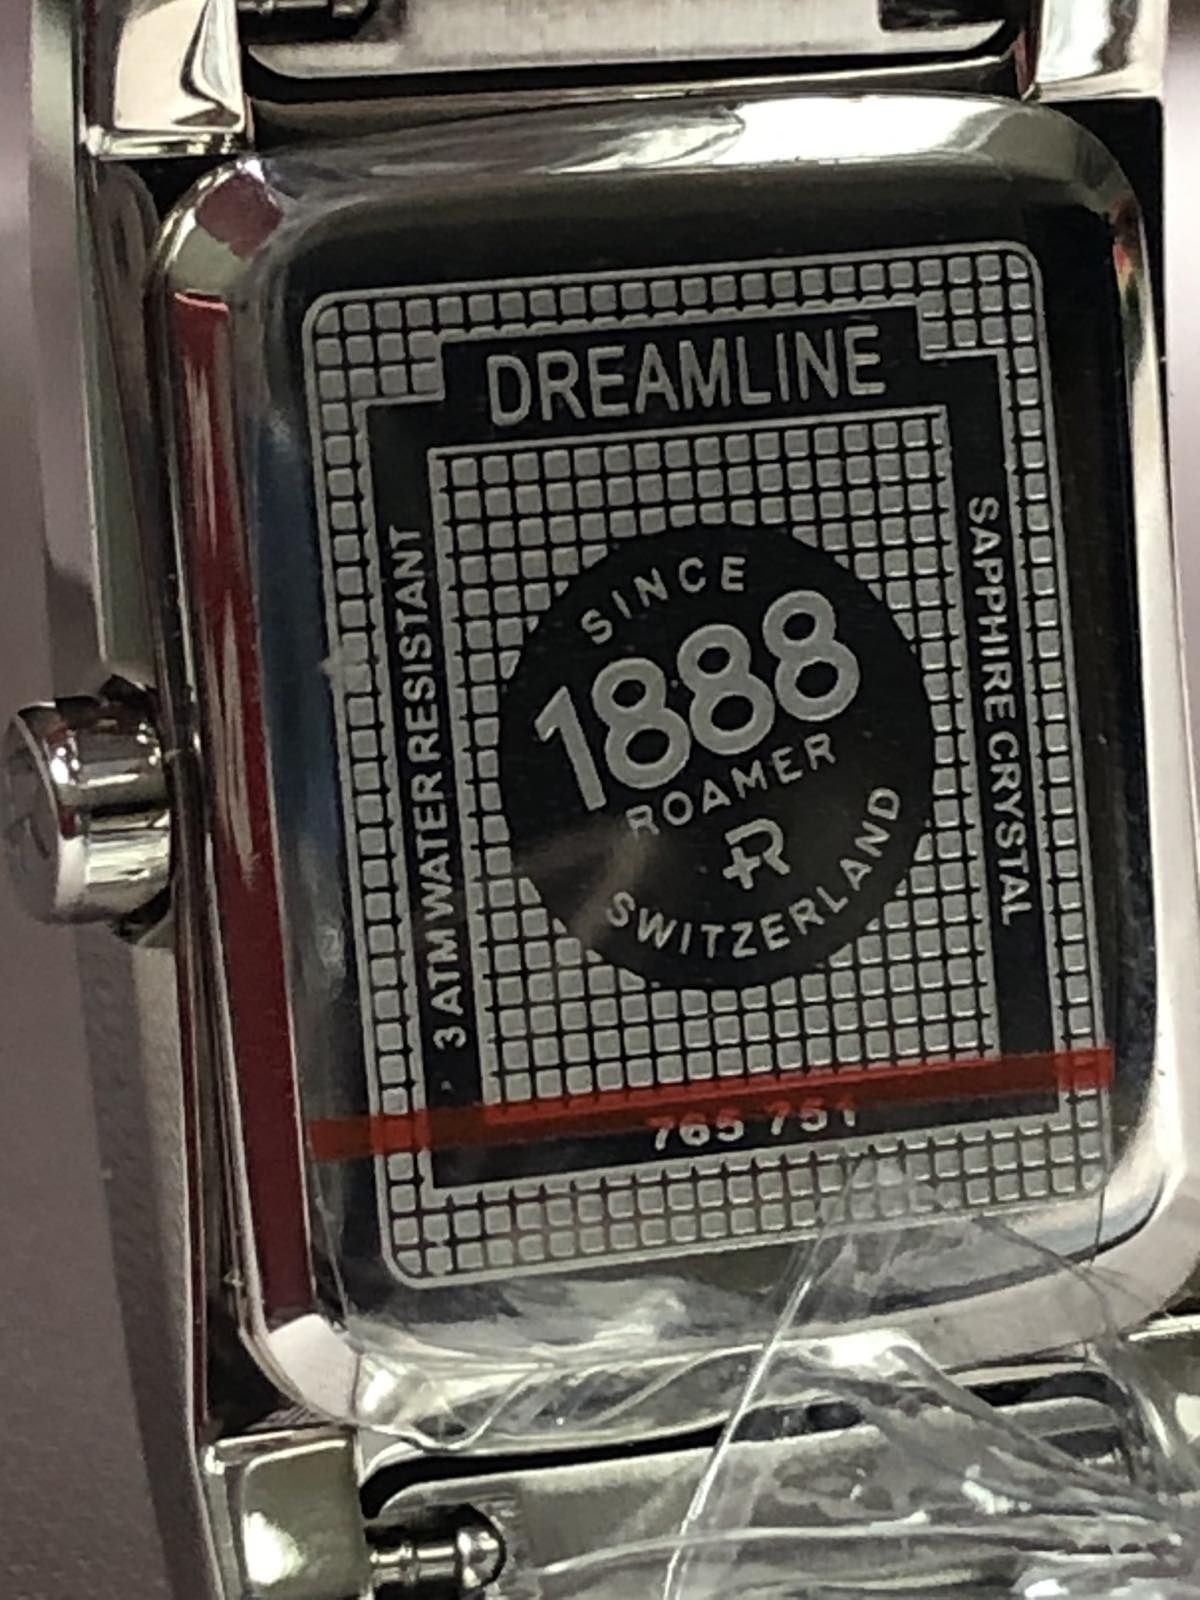 DREAMLINE
3 ATM WATER RESISTANT
SINCE
1888
ROAMER
R
SWITZERLAND
SAPPHIRE CRYSTAL
765 751